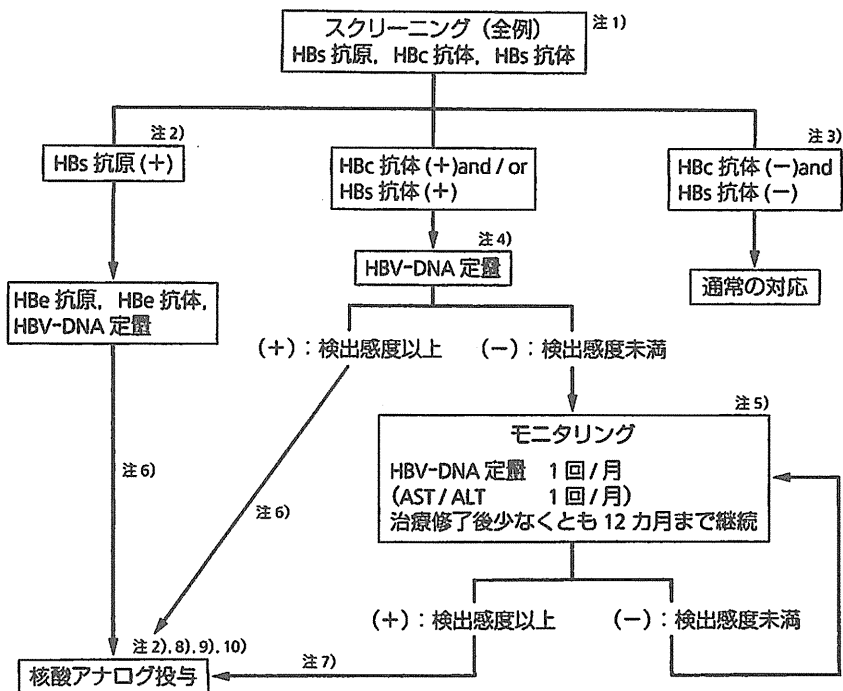 スクリーニング(全例)
HBs 抗原,HBc 抗体,HBs 抗体
注 1)
注 2)
HBs 抗原(+)
HBc 抗体(+)and / or
HBs 抗体(+)
注 3)
HBc 抗体(-)and
HBs 抗体(-)
注 4)
HBV-DNA 定量
通常の対応
HBe 抗原,HBe 抗体,
HBV-DNA 定量
(+):検出感度以上
(-):検出感度未満
注 5)
モニタリング
HBV-DNA 定量 1 回 / 月
(AST / ALT 1 回 / 月)
治療修了後少なくとも 12 カ月まで継続
注 6)
注 6)
(+):検出感度以上
(-):検出感度未満
注 2),8),9),10)
注 7)
核酸アナログ投与